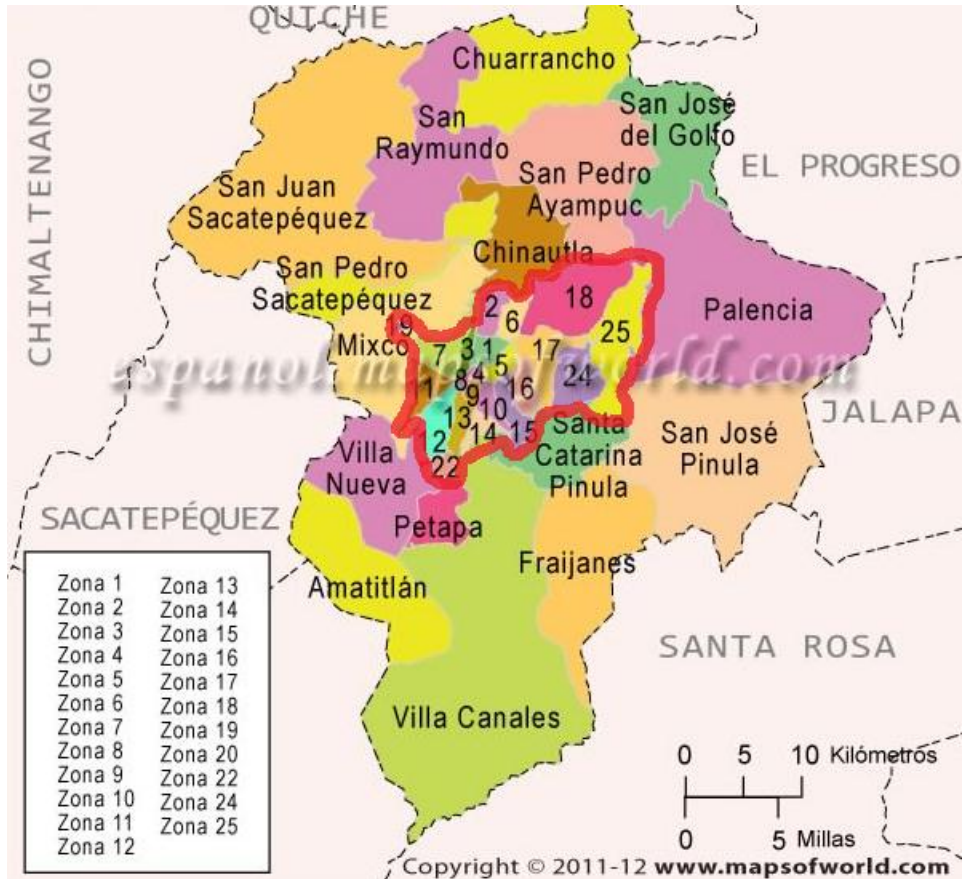 QUICHE
CHIMALTENANGO
Chuarrancho
San José
del Golfo
San
Raymundo
EL PROGRESO
San Pedro
Ayampuc
San Juan
Sacatepéquez
Chinautla
San Pedro
Sacatepéquez
18
2
6
Palencia
9
25
Mixco
7
3
1
17
espanol.mapsofworld.com
5
4
8
24
16
11
9
10
JALAPA
13
2
14
15
Santa
Catarina
Pinula
San José
Pinula
Villa
Nueva
22
SACATEPÉQUEZ
Petapa
Fraijanes
Amatitlán
SANTA ROSA
Villa Canales
Zona 1
Zona 2
Zona 3
Zona 4
Zona 5
Zona 6
Zona 7
Zona 8
Zona 9
Zona 10
Zona 11
Zona 12
Zona 13
Zona 14
Zona 15
Zona 16
Zona 17
Zona 18
Zona 19
Zona 20
Zona 22
Zona 24
Zona 25
0 5 10 Kilómetros
0 5 Millas
Copyright © 2011-12 www.mapsofworld.com